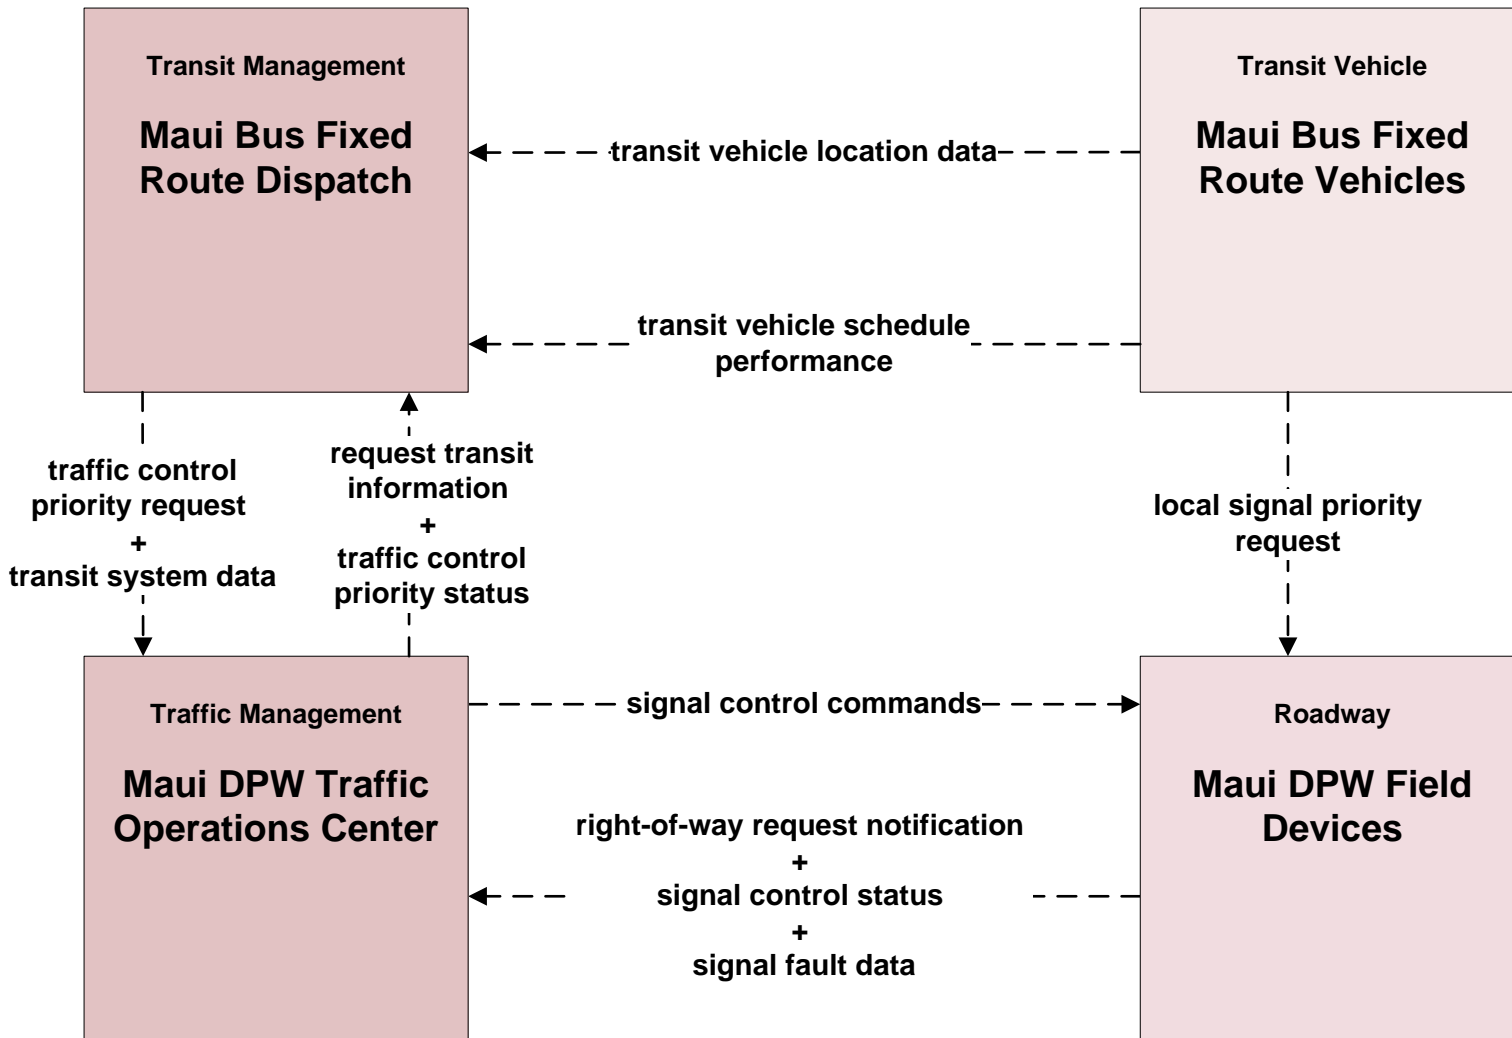 Transit Management
Maui Bus Fixed
Route Dispatch
Transit Vehicle
Maui Bus Fixed
Route Vehicles
transit vehicle location data
transit vehicle schedule
performance
traffic control
priority request
+
transit system data
request transit
information
+
traffic control
priority status
local signal priority
request
Traffic Management
Maui DPW Traffic
Operations Center
signal control commands
right-of-way request notification
+
signal control status
+
signal fault data
Roadway
Maui DPW Field
Devices